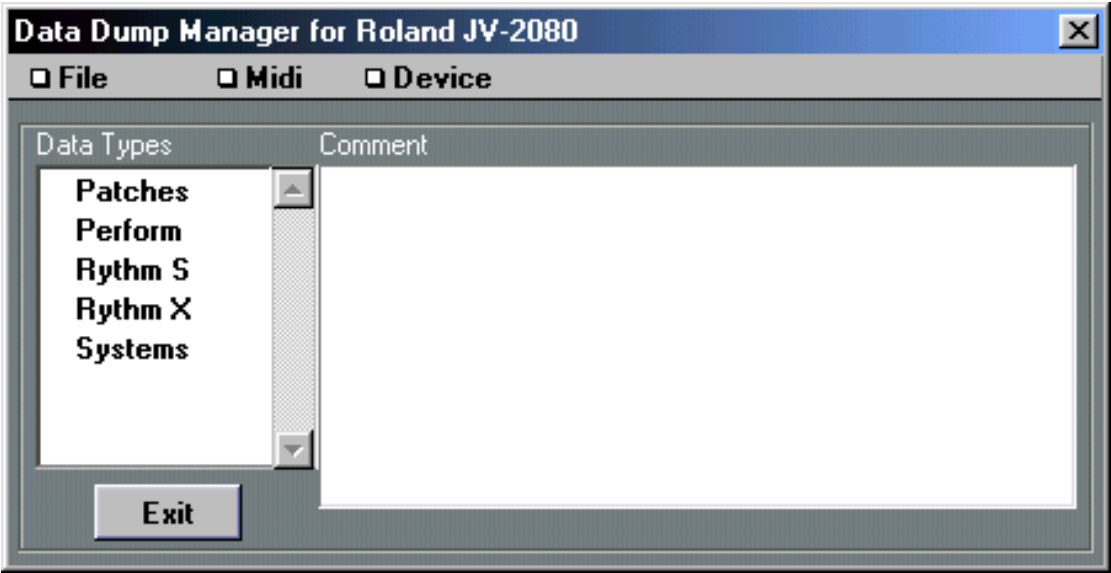 Data Dump Manager for Roland JV-2080
File Midi Device
Data Types Comment
Patches
Perform
Rythm S
Rythm X
Systems
Exit